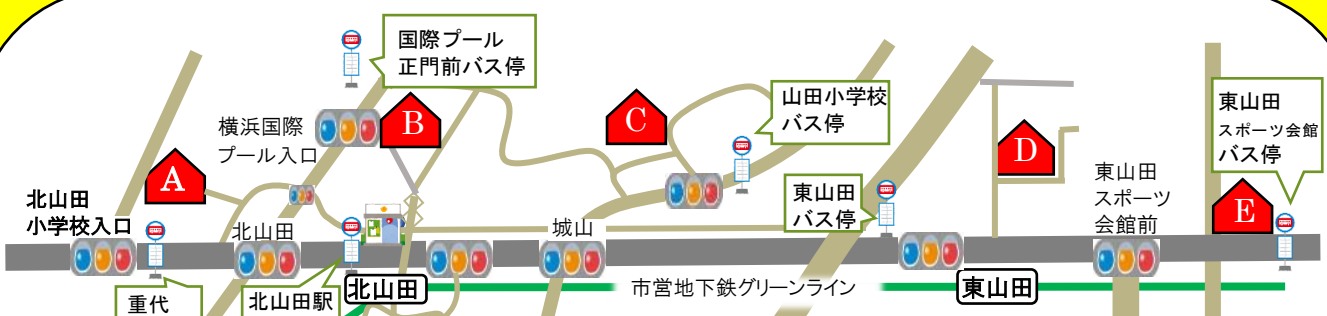 国際プール
正門前バス停
横浜国際
プール入口
A
B
C
山田小学校
バス停
D
東山田
スポーツ会館
バス停
E
北山田
小学校入口
北山田
城山
東山田
バス停
東山田
スポーツ
会館前
重代
北山田駅
北山田
市営地下鉄グリーンライン
東山田